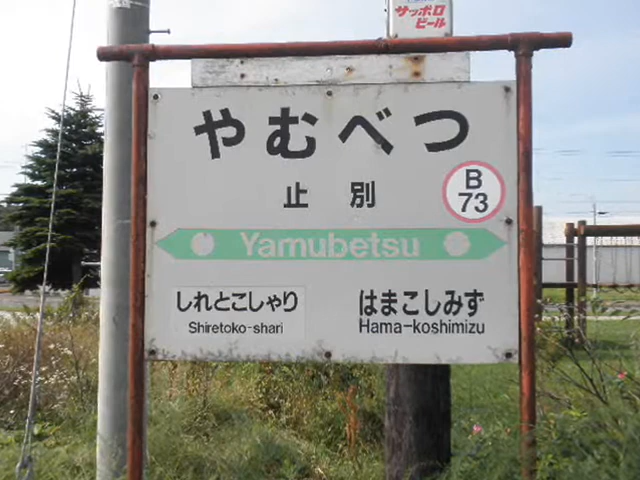 サッポロ
ビール
やむべつ
止別
B
73
Yamubetsu
しれとこしゃり
Shiretoko-shari
はまこしみず
Hama-koshimizu